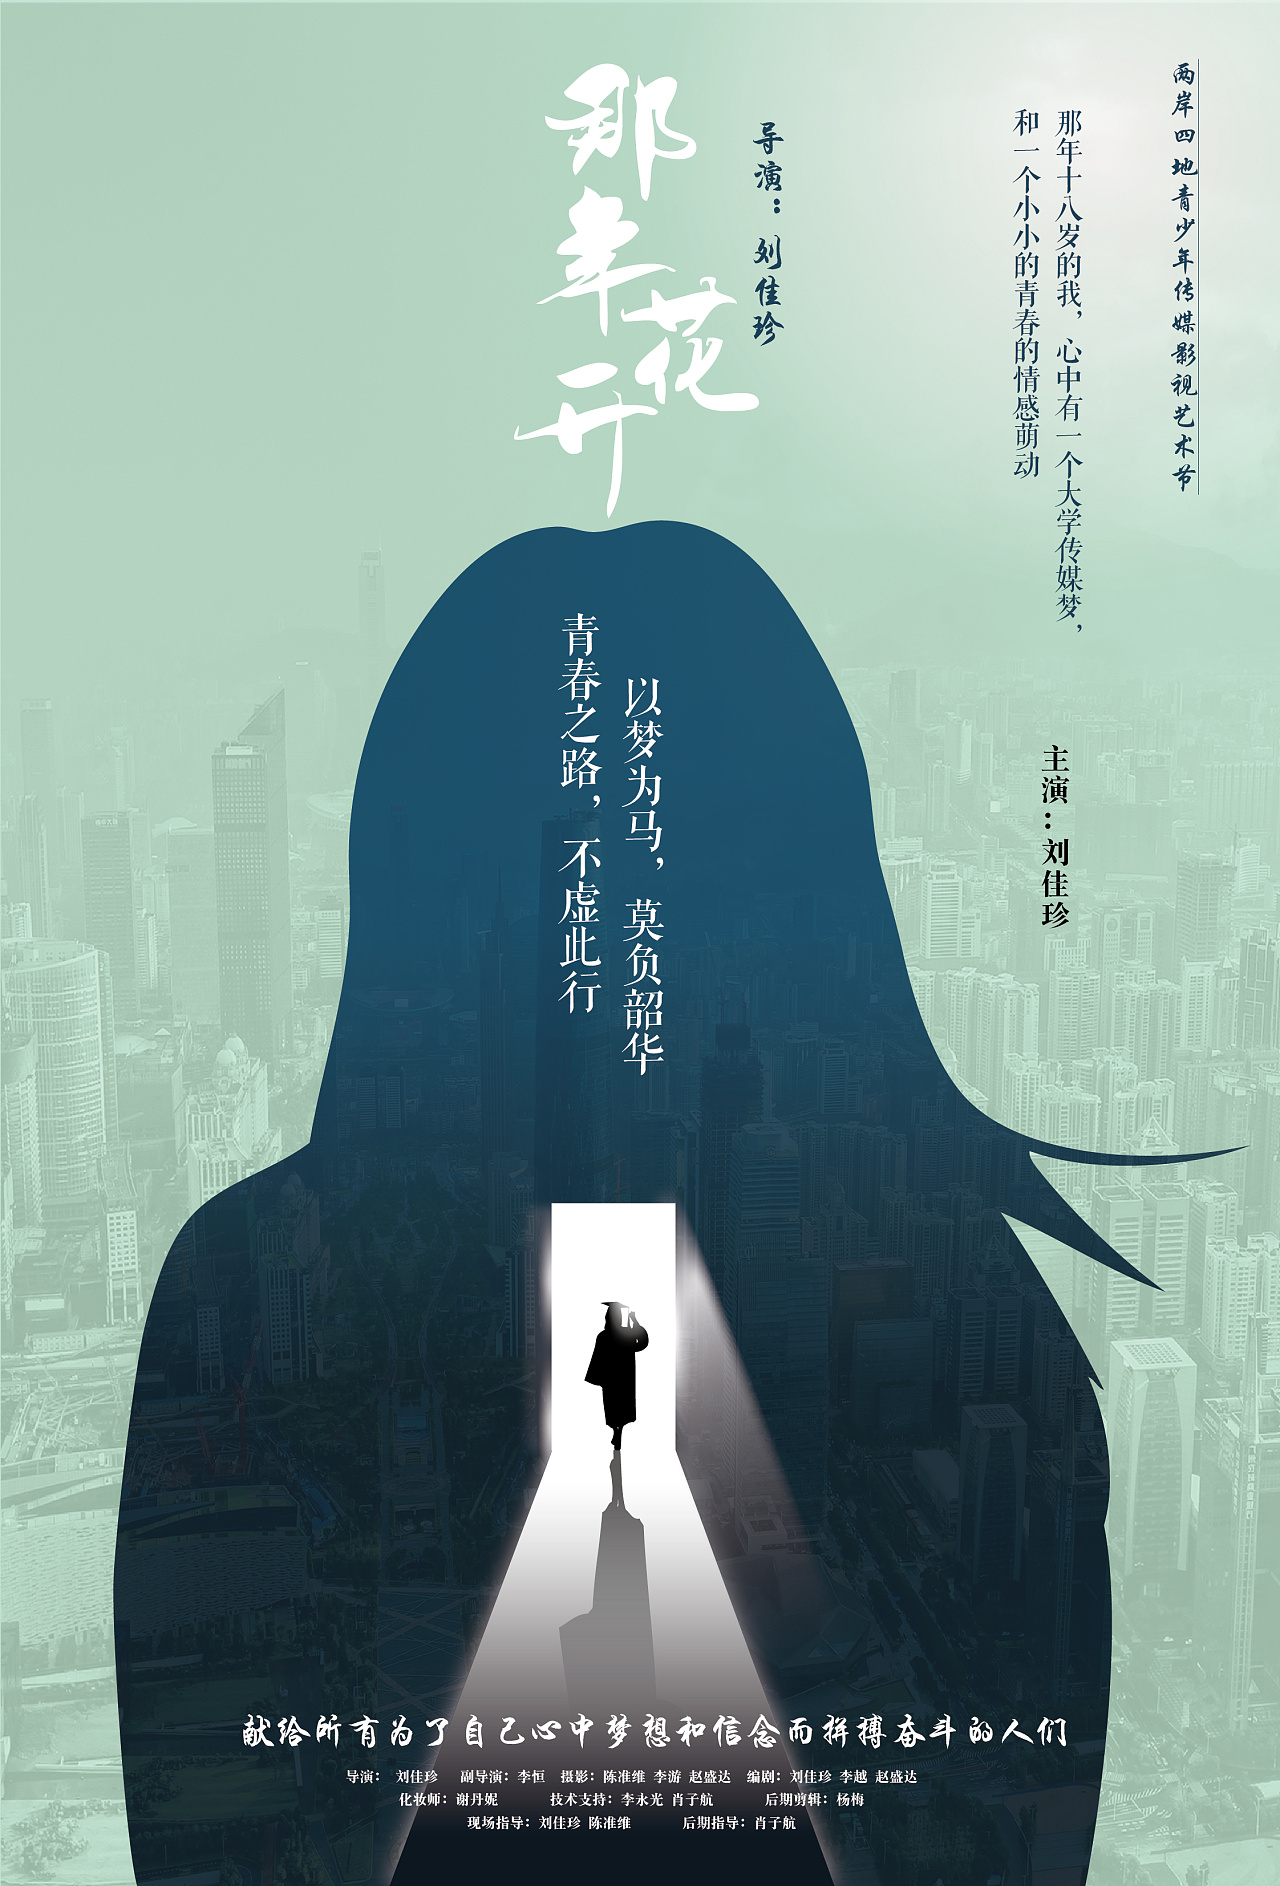 两岸四地青少年传媒影视艺术节
那年十八岁的我，心中有一个大学传媒梦，
和一个小小的青春的情感萌动
导演：刘佳珍
那年花开
主演：刘佳珍
以梦为马，莫负韶华
青春之路，不虚此行
献给所有为了自己心中梦想和信念而拼搏奋斗的人们
导演： 刘佳珍 副导演：李恒 摄影：陈准维 李游 赵盛达 编剧：刘佳珍 李越 赵盛达
化妆师：谢丹妮 技术支持：李永光 肖子航 后期剪辑：杨梅
现场指导：刘佳珍 陈准维 后期指导：肖子航